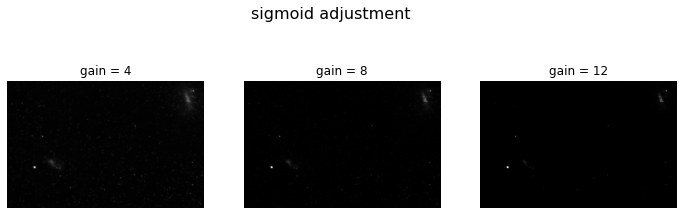 sigmoid adjustment
gain = 4
gain = 8
gain = 12